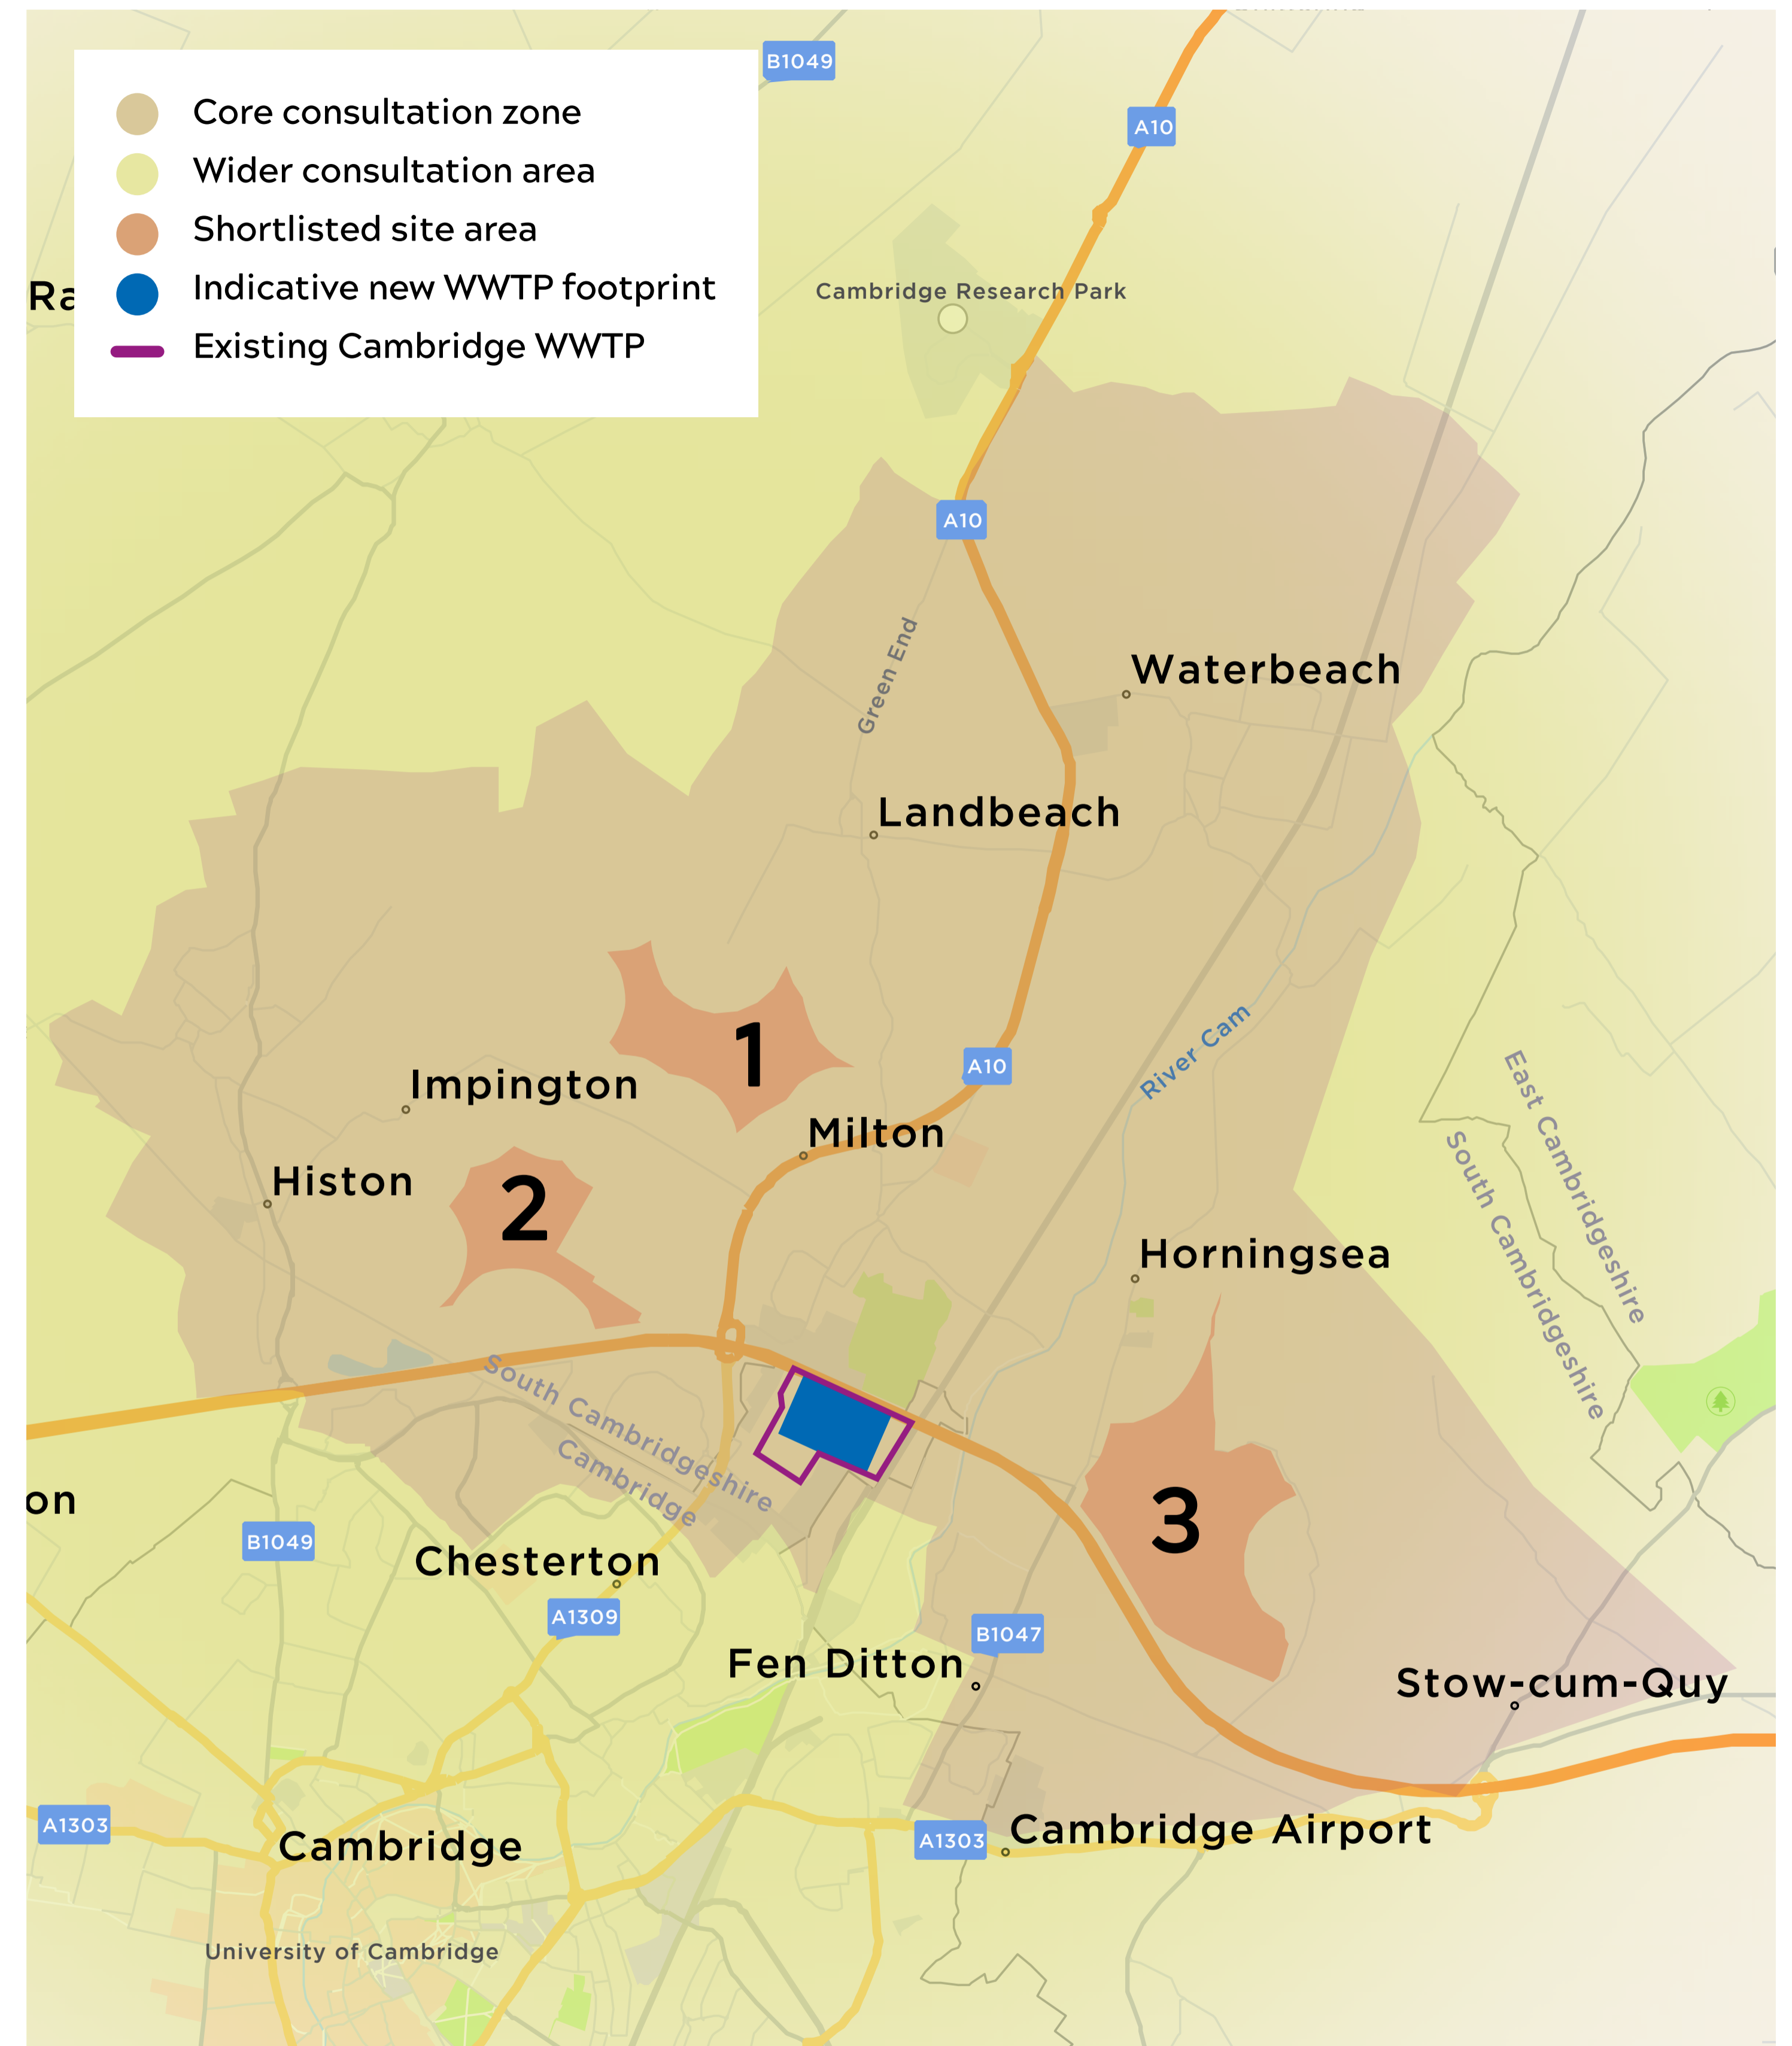 B1049
A10
Core consultation zone
Wider consultation area
Shortlisted site area
Indicative new WWTP footprint
Existing Cambridge WWTP
Ra
Cambridge Research Park
A10
Green End
Waterbeach
Landbeach
River Cam
1
A10
Impington
Milton
East Cambridgeshire
South Cambridgeshire
Histon
2
Horningsea
South Cambridgeshire
Cambridge
3
on
B1049
Chesterton
A1309
B1047
Fen Ditton
Stow-cum-Quy
A1303
Cambridge
A1303
Cambridge Airport
University of Cambridge